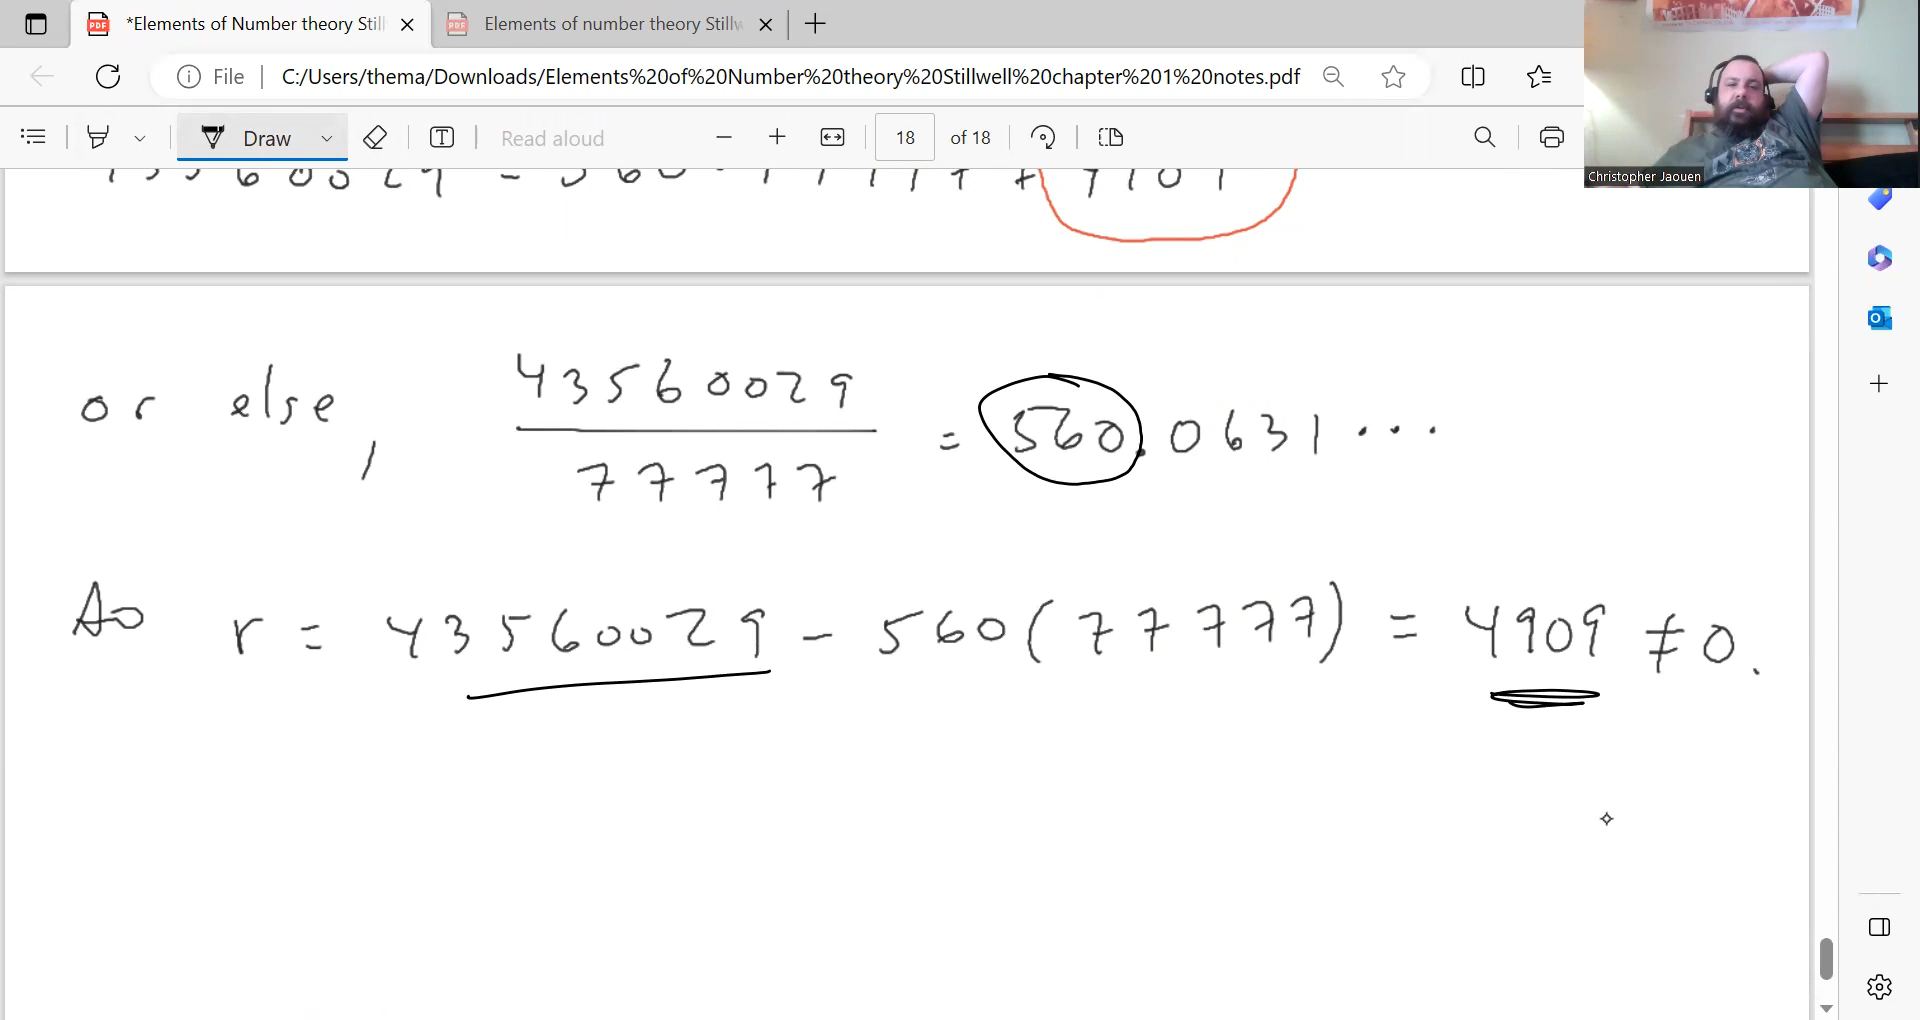 *Elements of Number theory Stil
Elements of number theory Stillw
File
C:/Users/thema/Downloads/Elements%20of%20Number%20theory%20Stillwell%20chapter%201%20notes.pdf
Draw
Read aloud
18 of 18
Christopher Jaouen
or else, 43560029
77777
= 560.0631...
So r = 43560029 - 560(77777) = 4909 ≠ 0.